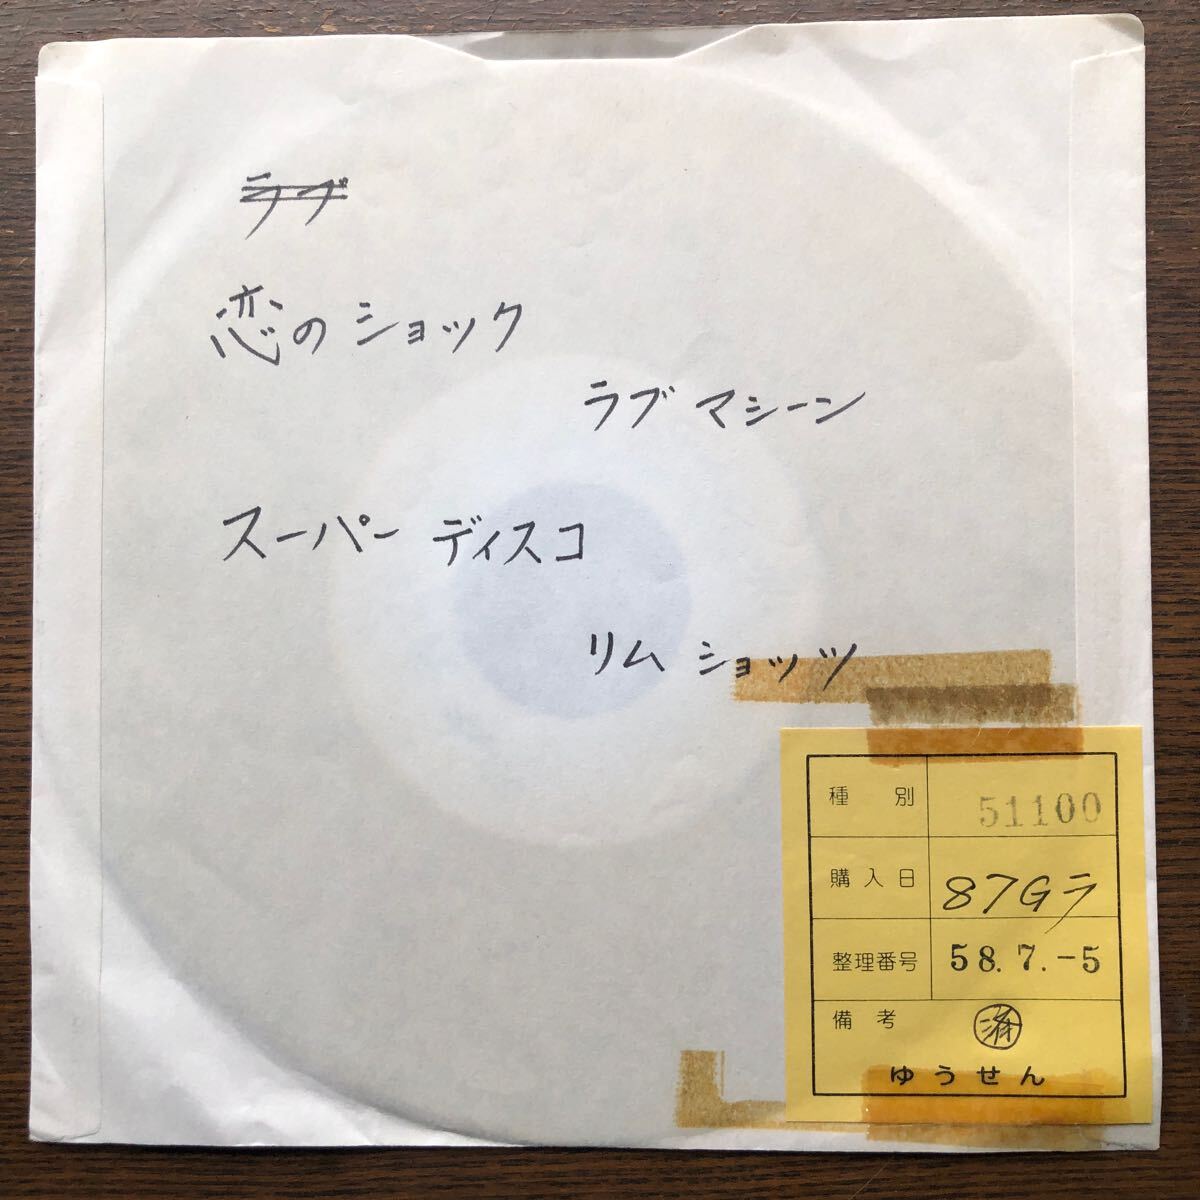 ラブ
恋のショック
ラブ マシーン
スーパー ディスコ
リム ショッツ
種別 51100
購入日 87Gラ
整理番号 58.7.-5
備考 済
ゆうせん